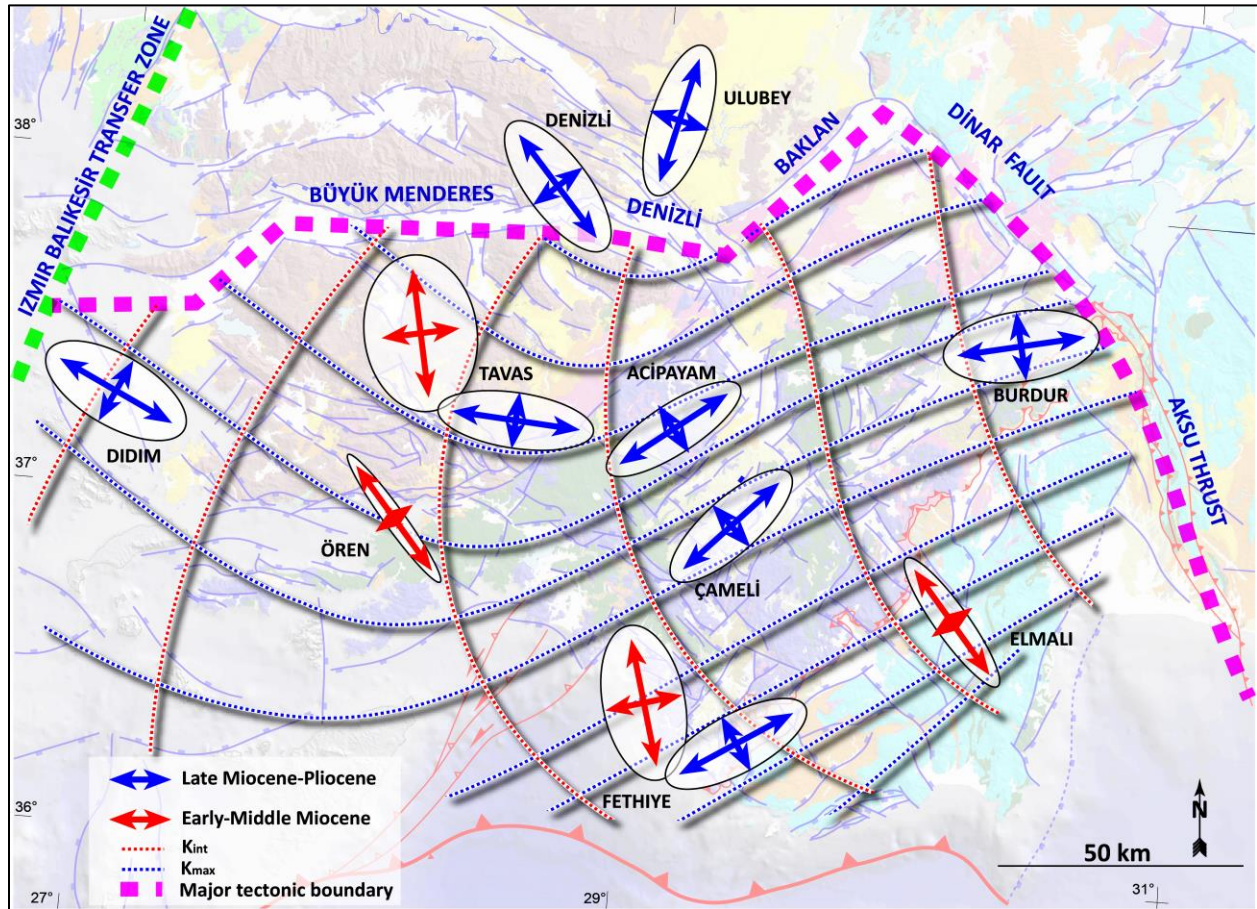 IZMIR BALIKESIR TRANSFER ZONE
38°
DENİZLİ
ULUBEY
BAKLAN
DİNAR FAULT
BÜYÜK MENDERES
DENİZLİ
TAVAS
ACIPAYAM
BURDUR
DIDIM
37°
AKSU THRUST
ÖREN
ÇAMELİ
ELMALI
FETHIYE
Late Miocene-Pliocene
36°
Early-Middle Miocene
Kint
Kmax
Major tectonic boundary
N
50 km
27°
29°
31°